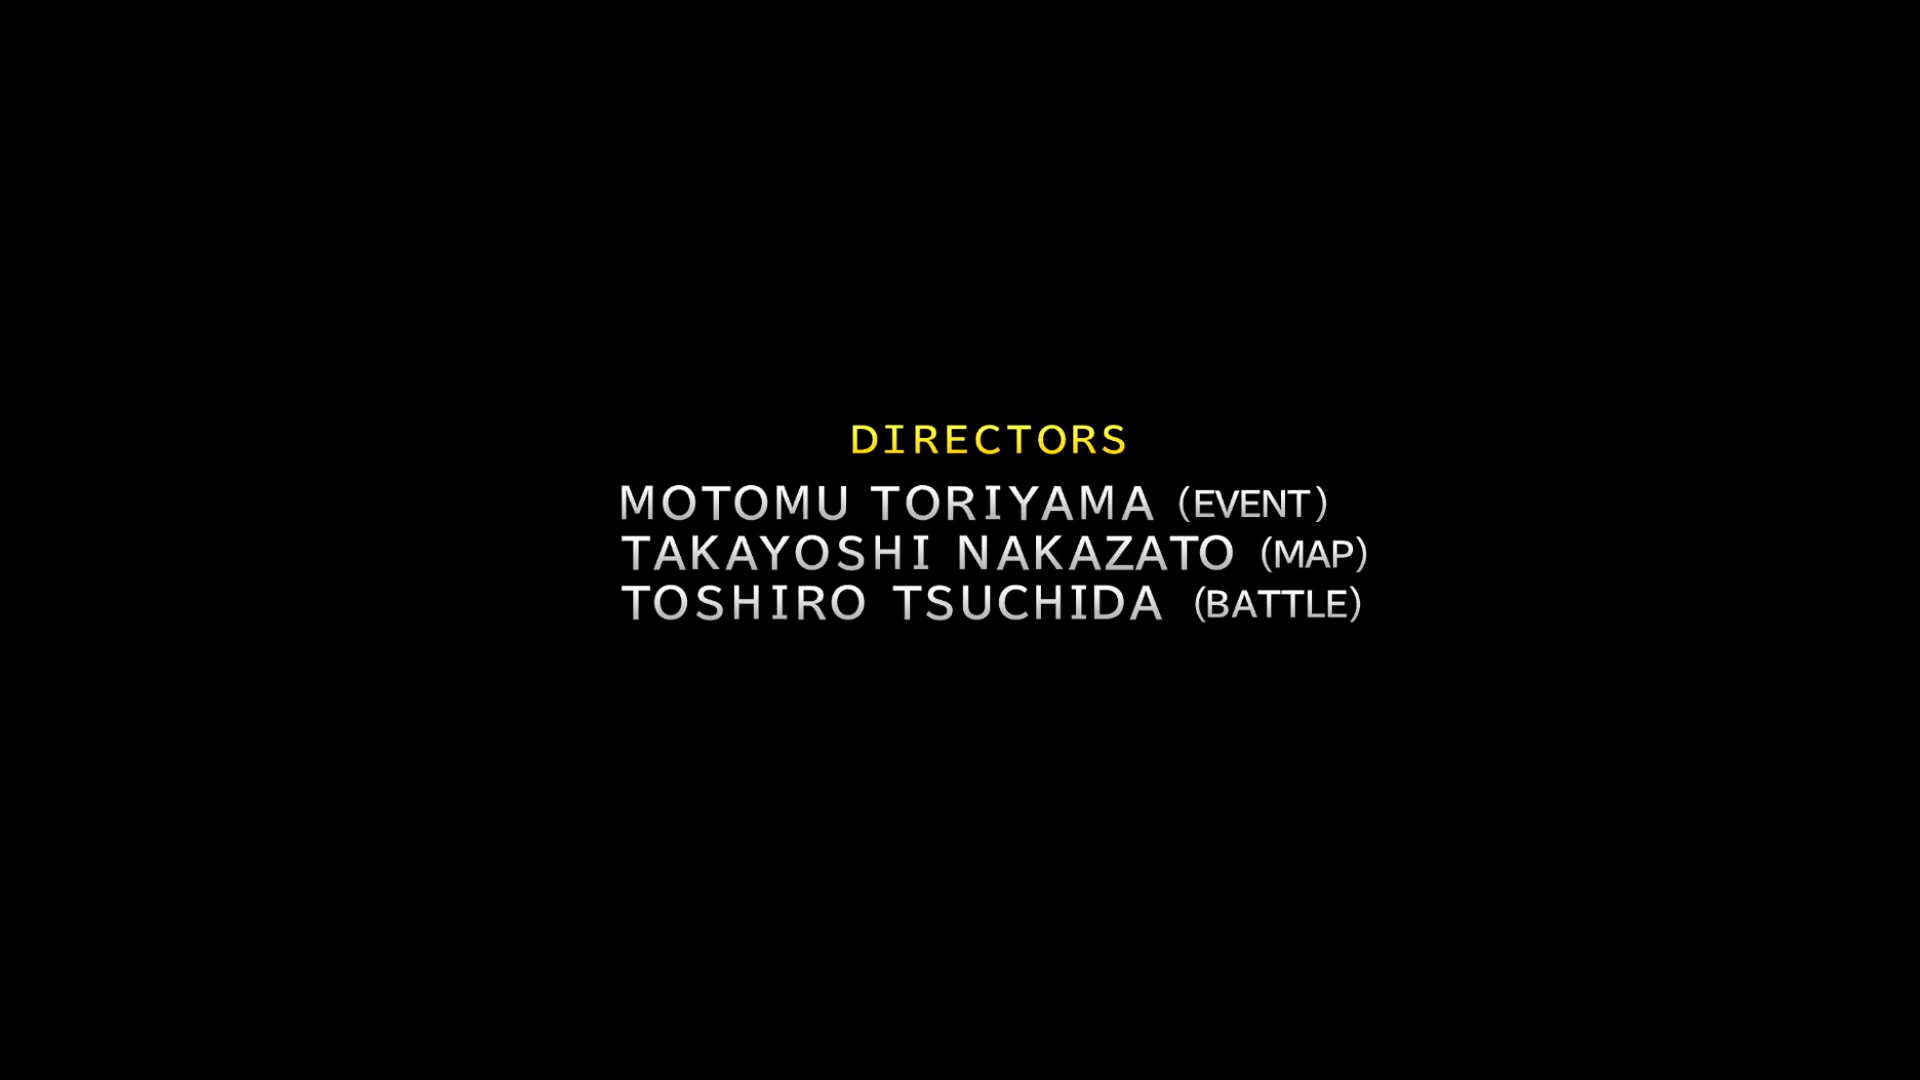 DIRECTORS
MOTOMU TORIYAMA (EVENT)
TAKAYOSHI NAKAZATO (MAP)
TOSHIRO TSUCHIDA (BATTLE)